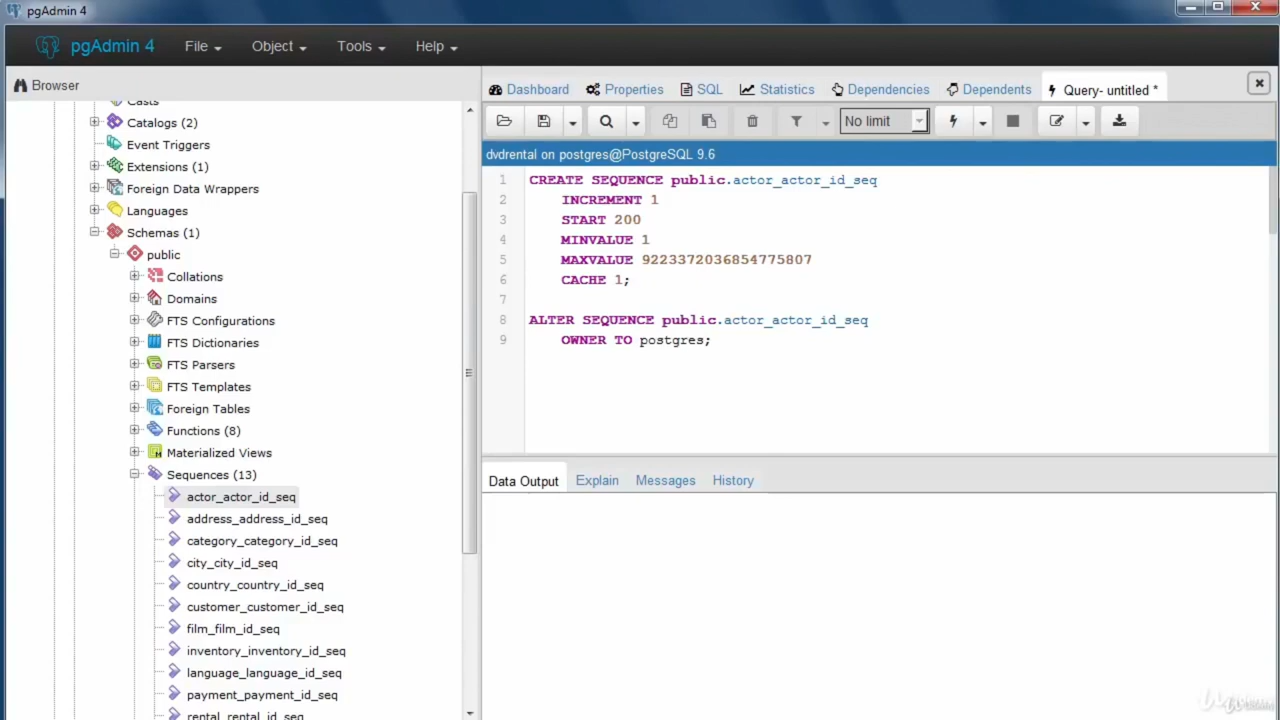 pgAdmin 4
pgAdmin 4 File Object Tools Help
Browser
Dashboard Properties SQL Statistics Dependencies Dependents Query- untitled *
No limit
dvdrental on postgres@PostgreSQL 9.6
Casts
Catalogs (2)
Event Triggers
Extensions (1)
Foreign Data Wrappers
Languages
Schemas (1)
public
Collations
Domains
FTS Configurations
FTS Dictionaries
FTS Parsers
FTS Templates
Foreign Tables
Functions (8)
Materialized Views
Sequences (13)
actor_actor_id_seq
address_address_id_seq
category_category_id_seq
city_city_id_seq
country_country_id_seq
customer_customer_id_seq
film_film_id_seq
inventory_inventory_id_seq
language_language_id_seq
payment_payment_id_seq
rental_rental_id_seq
1 CREATE SEQUENCE public.actor_actor_id_seq
2 INCREMENT 1
3 START 200
4 MINVALUE 1
5 MAXVALUE 9223372036854775807
6 CACHE 1;
7
8 ALTER SEQUENCE public.actor_actor_id_seq
9 OWNER TO postgres;
Data Output Explain Messages History